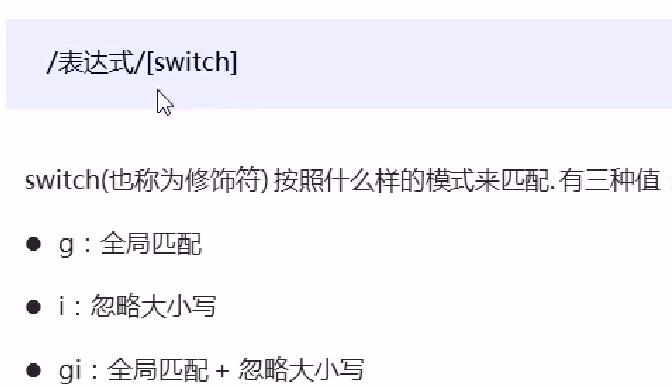 /表达式/[switch]
switch(也称为修饰符) 按照什么样的模式来匹配. 有三种值：
● g：全局匹配
● i：忽略大小写
● gi：全局匹配 + 忽略大小写